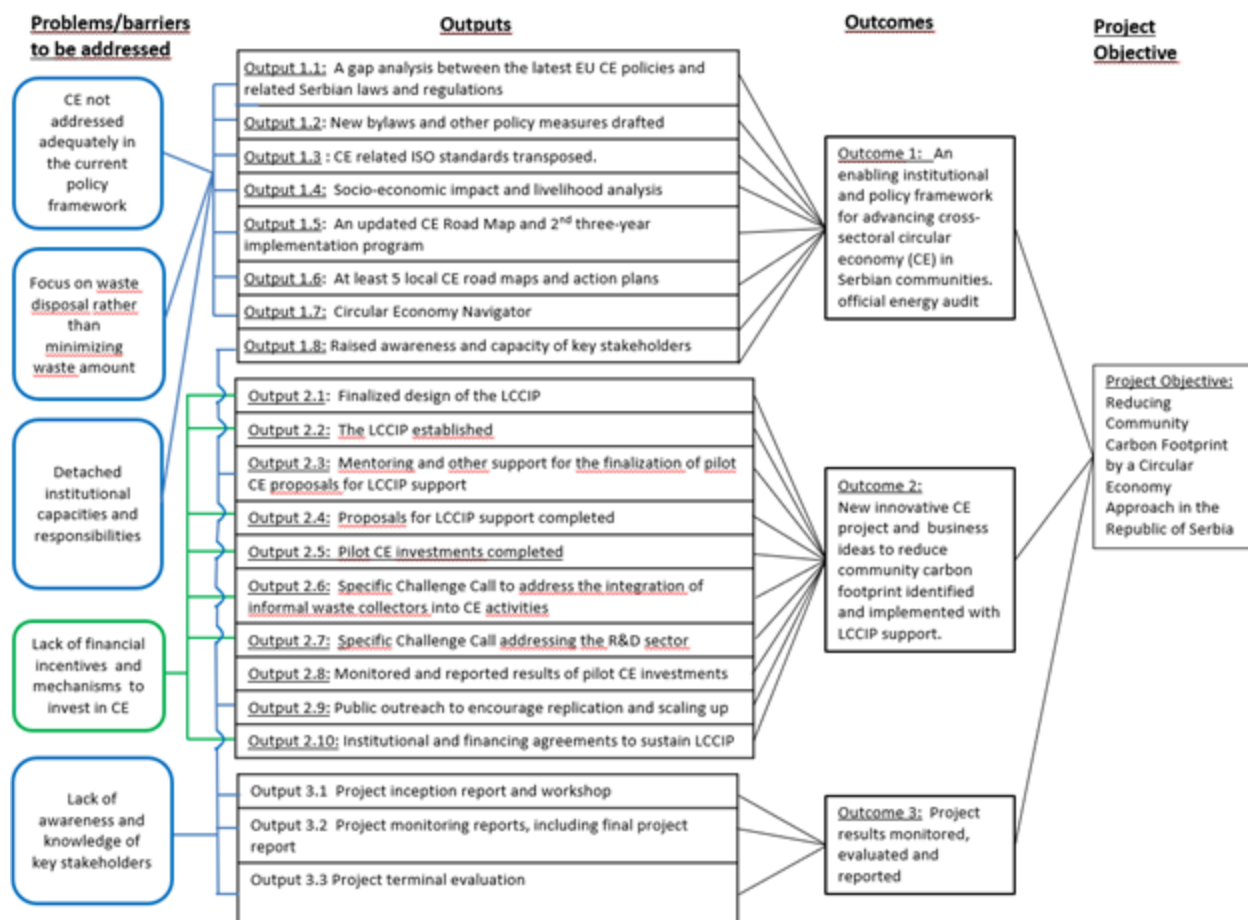 Problems/barriers
to be addressed
CE not
addressed
adequately in
the current
policy
framework
Focus on waste
disposal rather
than
minimizing
waste amount
Detached
institutional
capacities and
responsibilities
Lack of financial
incentives and
mechanisms to
invest in CE
Lack of
awareness and
knowledge of
key stakeholders
Outputs
Output 1.1: A gap analysis between the latest EU CE policies and
related Serbian laws and regulations
Output 1.2: New bylaws and other policy measures drafted
Output 1.3 : CE related ISO standards transposed.
Output 1.4: Socio-economic impact and livelihood analysis
Output 1.5: An updated CE Road Map and 2nd three-year
implementation program
Output 1.6: At least 5 local CE road maps and action plans
Output 1.7: Circular Economy Navigator
Output 1.8: Raised awareness and capacity of key stakeholders
Output 2.1: Finalized design of the LCCIP
Output 2.2: The LCCIP established
Output 2.3: Mentoring and other support for the finalization of pilot
CE proposals for LCCIP support
Output 2.4: Proposals for LCCIP support completed
Output 2.5: Pilot CE investments completed
Output 2.6: Specific Challenge Call to address the integration of
informal waste collectors into CE activities
Output 2.7: Specific Challenge Call addressing the R&D sector
Output 2.8: Monitored and reported results of pilot CE investments
Output 2.9: Public outreach to encourage replication and scaling up
Output 2.10: Institutional and financing agreements to sustain LCCIP
Output 3.1 Project inception report and workshop
Output 3.2 Project monitoring reports, including final project
report
Output 3.3 Project terminal evaluation
Outcomes
Outcome 1: An
enabling institutional
and policy framework
for advancing cross-
sectoral circular
economy (CE) in
Serbian communities.
official energy audit
Outcome 2:
New innovative CE
project and business
ideas to reduce
community carbon
footprint identified
and implemented with
LCCIP support.
Outcome 3: Project
results monitored,
evaluated and
reported
Project
Objective
Project Objective:
Reducing
Community
Carbon Footprint
by a Circular
Economy
Approach in the
Republic of Serbia